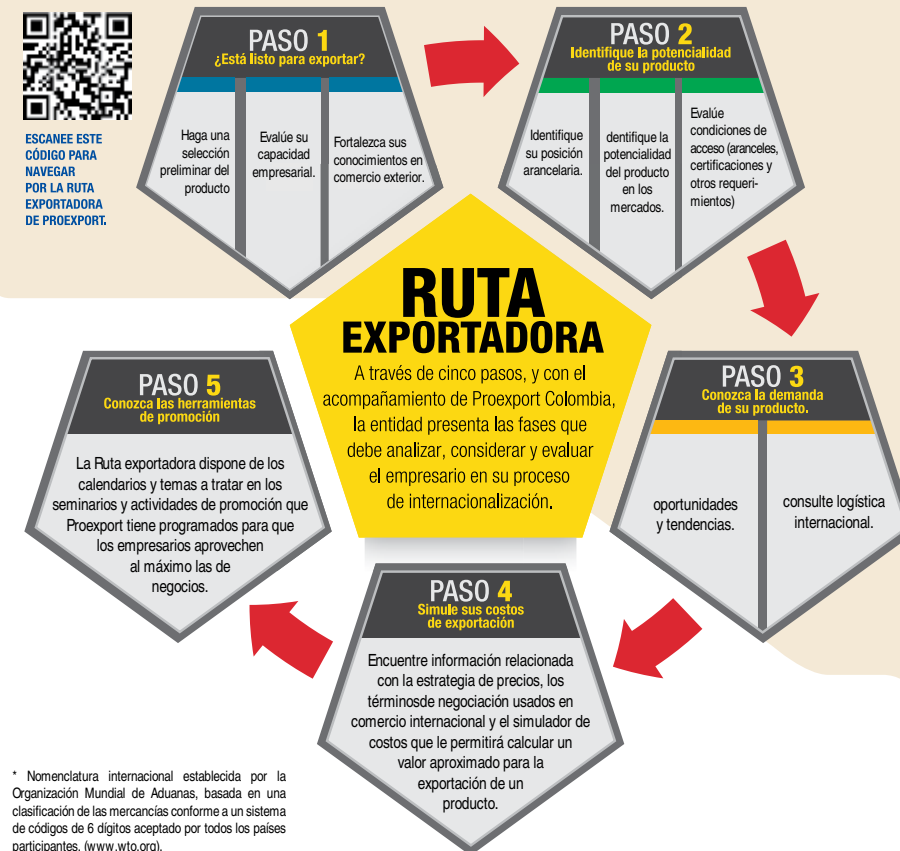 ESCANEE ESTE
CÓDIGO PARA
NAVEGAR
POR LA RUTA
EXPORTADORA
DE PROEXPORT.
PASO 1
¿Está listo para exportar?
Haga una
selección
preliminar del
producto
Evalúe su
capacidad
empresarial.
Fortalezca sus
conocimientos en
comercio exterior.
PASO 2
Identifique la potencialidad
de su producto
Identifique
su posición
arancelaria.
dentifique la
potencialidad
del producto
en los
mercados.
Evalúe
condiciones de
acceso (aranceles,
certificaciones y
otros requeri-
mientos)
RUTA
EXPORTADORA
A través de cinco pasos, y con el
acompañamiento de Proexport Colombia,
la entidad presenta las fases que
debe analizar, considerar y evaluar
el empresario en su proceso
de internacionalización.
PASO 3
Conozca la demanda
de su producto.
oportunidades
y tendencias.
consulte logística
internacional.
PASO 4
Simule sus costos
de exportación
Encuentre información relacionada
con la estrategia de precios, los
términosde negociación usados en
comercio internacional y el simulador de
costos que le permitirá calcular un
valor aproximado para la
exportación de un
producto.
PASO 5
Conozca las herramientas
de promoción
La Ruta exportadora dispone de los
calendarios y temas a tratar en los
seminarios y actividades de promoción que
Proexport tiene programados para que
los empresarios aprovechen
al máximo las de
negocios.
* Nomenclatura internacional establecida por la
Organización Mundial de Aduanas, basada en una
clasificación de las mercancías conforme a un sistema
de códigos de 6 dígitos aceptado por todos los países
participantes. (www.wto.org).